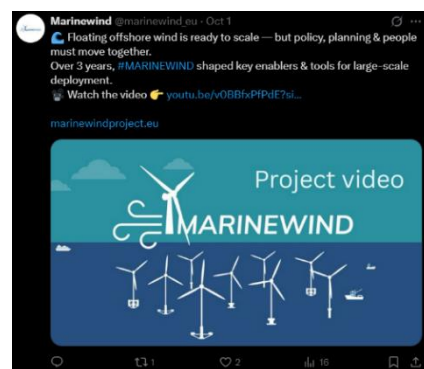 Marinewind @marinewind_eu · Oct 1
🌊 Floating offshore wind is ready to scale — but policy, planning & people
must move together.
Over 3 years, #MARINEWIND shaped key enablers & tools for large-scale
deployment.
📽 Watch the video 👉 youtu.be/vOBBfxPfPdE?si...
marinewindproject.eu
Project video
MARINEWIND
1
2
16